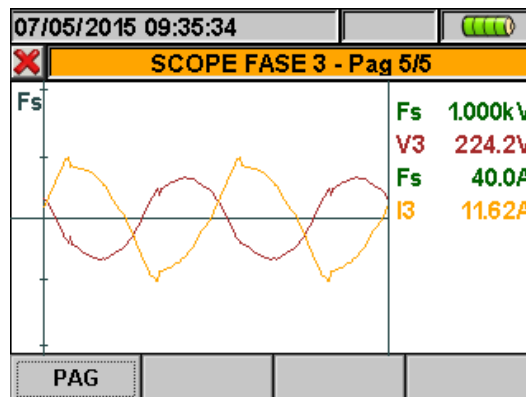 07/05/2015 09:35:34
SCOPE FASE 3 - Pag 5/5
Fs
Fs 1.000kV
V3 224.2V
Fs 40.0A
I3 11.62A
PAG